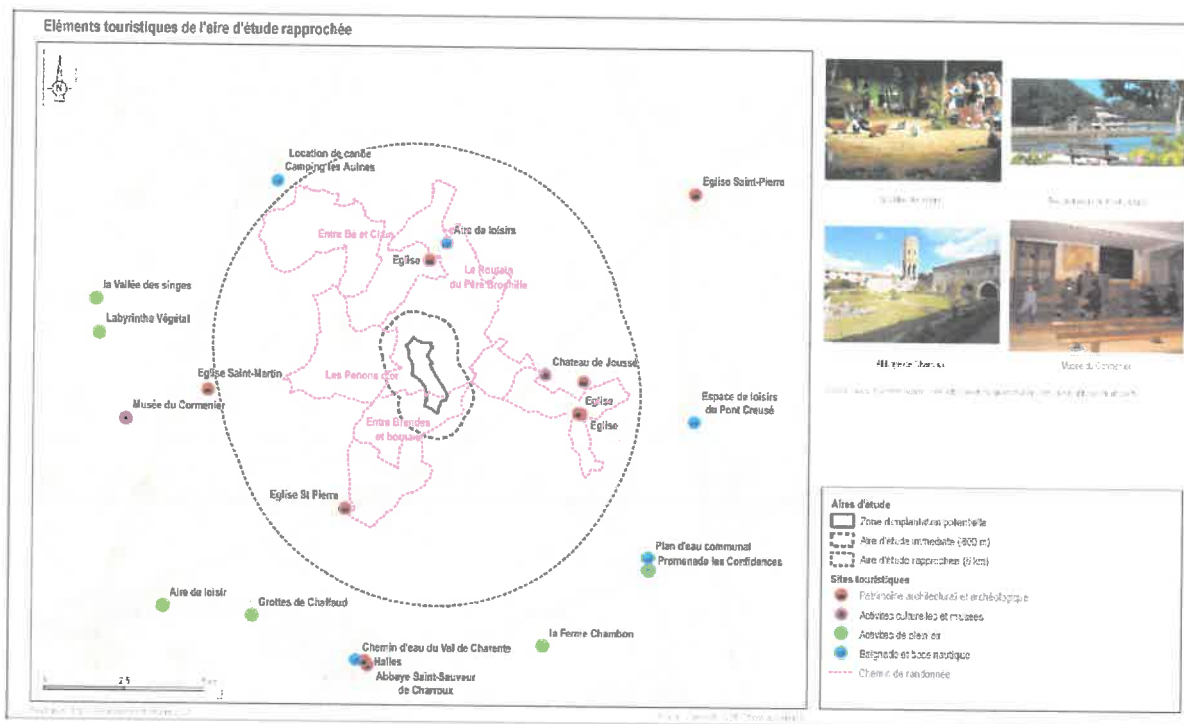 Eléments touristiques de l'aire d'étude rapprochée
N
Location de canöe
Camping les Aulnes
Eglise Saint-Pierre
Entre Bé et Clain
Aire de loisirs
Eglise
Le Routain
du Père Brochille
la Vallée des singes
Labyrinthe Végétal
Chateau de Joussé
Les Penons d'or
Eglise Saint-Martin
Musée du Cormenier
Eglise
Eglise
Espace de loisirs
du Pont Creusé
Entre Brandes
et bocage
Eglise St Pierre
Plan d'eau communal
Promenade les Confidences
Aire de loisir
Grottes de Chaffaud
la Ferme Chambon
Chemin d'eau du Val de Charente
Halles
Abbaye Saint-Sauveur
de Charroux
2.5
Abbaye de Charroux
Musée du Cormenier
Aires d'étude
Zone d'implantation potentielle
Aire d'étude immédiate (600 m)
Aire d'étude rapprochée (6 km)
Sites touristiques
Patrimoine architectural et archéologique
Activités culturelles et musées
Activités de plein air
Baignade et base nautique
Chemin de randonnée